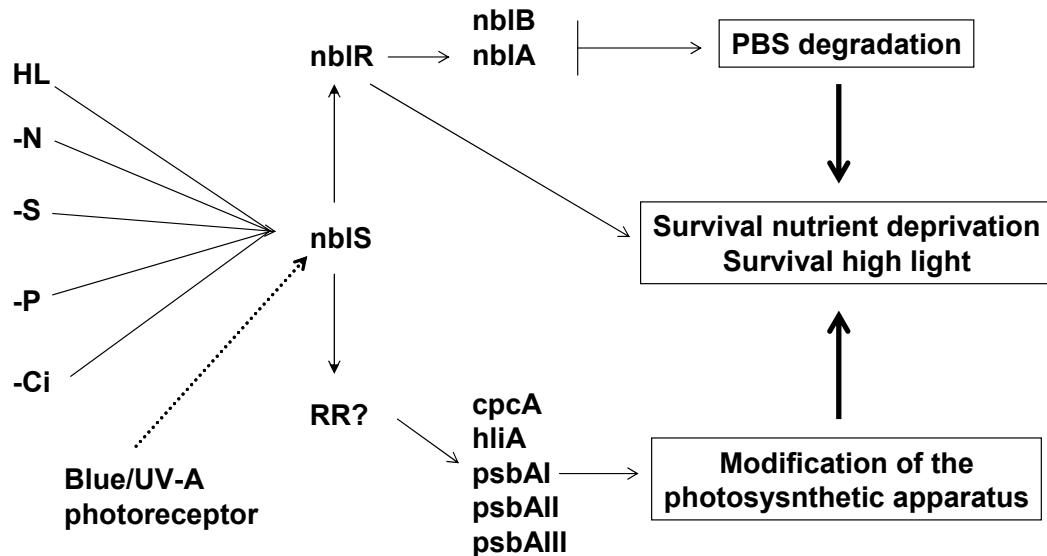 HL
-N
-S
-P
-Ci
Blue/UV-A
photoreceptor
nblR
nblS
RR?
nblB
nblA
cpcA
hliA
psbAI
psbAII
psbAIII
PBS degradation
Survival nutrient deprivation
Survival high light
Modification of the
photosysnthetic apparatus